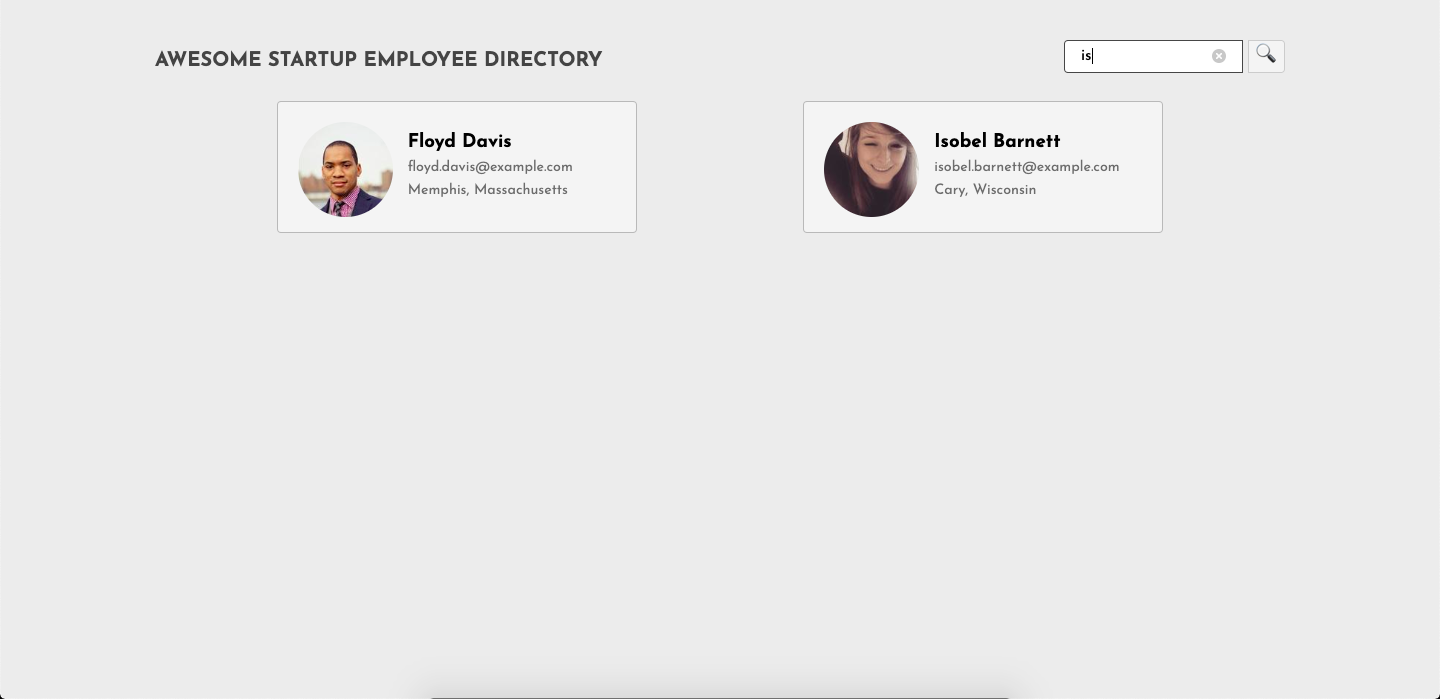 AWESOME STARTUP EMPLOYEE DIRECTORY
is
Floyd Davis
floyd.davis@example.com
Memphis, Massachusetts
Isobel Barnett
isobel.barnett@example.com
Cary, Wisconsin